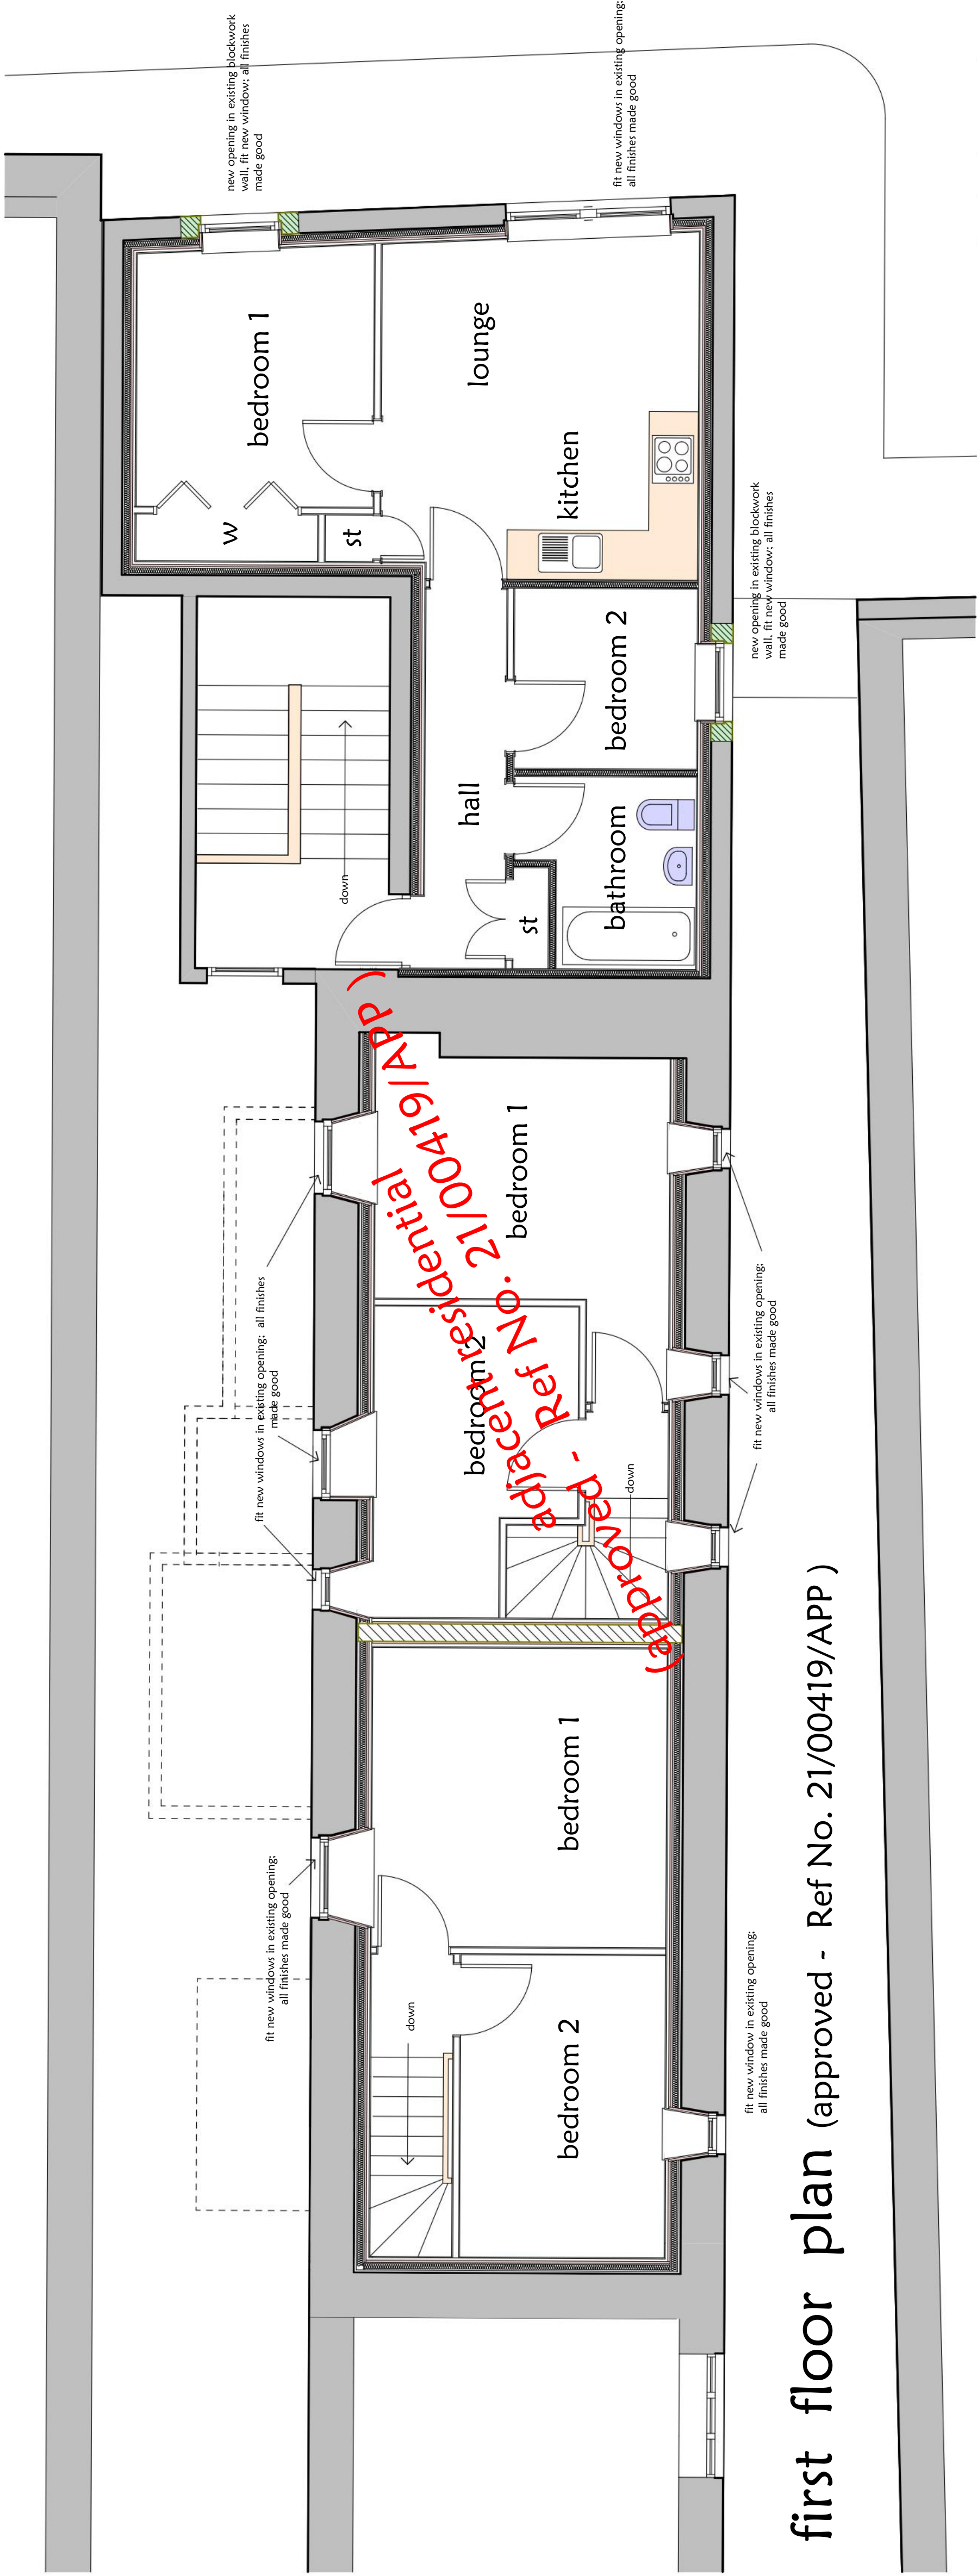 new opening in existing blockwork
wall, fit new window; all finishes
made good
fit new windows in existing opening;
all finishes made good
bedroom 1
lounge
w
st
kitchen
new opening in existing blockwork
wall, fit new window; all finishes
made good
bedroom 2
hall
down
bathroom
st
bedroom 1
bedroom 2
down
fit new windows in existing opening; all finishes
made good
fit new windows in existing opening;
all finishes made good
adjacent residential
(approved - Ref No. 21/00419/APP )
bedroom 1
bedroom 2
down
fit new windows in existing opening;
all finishes made good
fit new window in existing opening;
all finishes made good
first floor plan (approved - Ref No. 21/00419/APP )